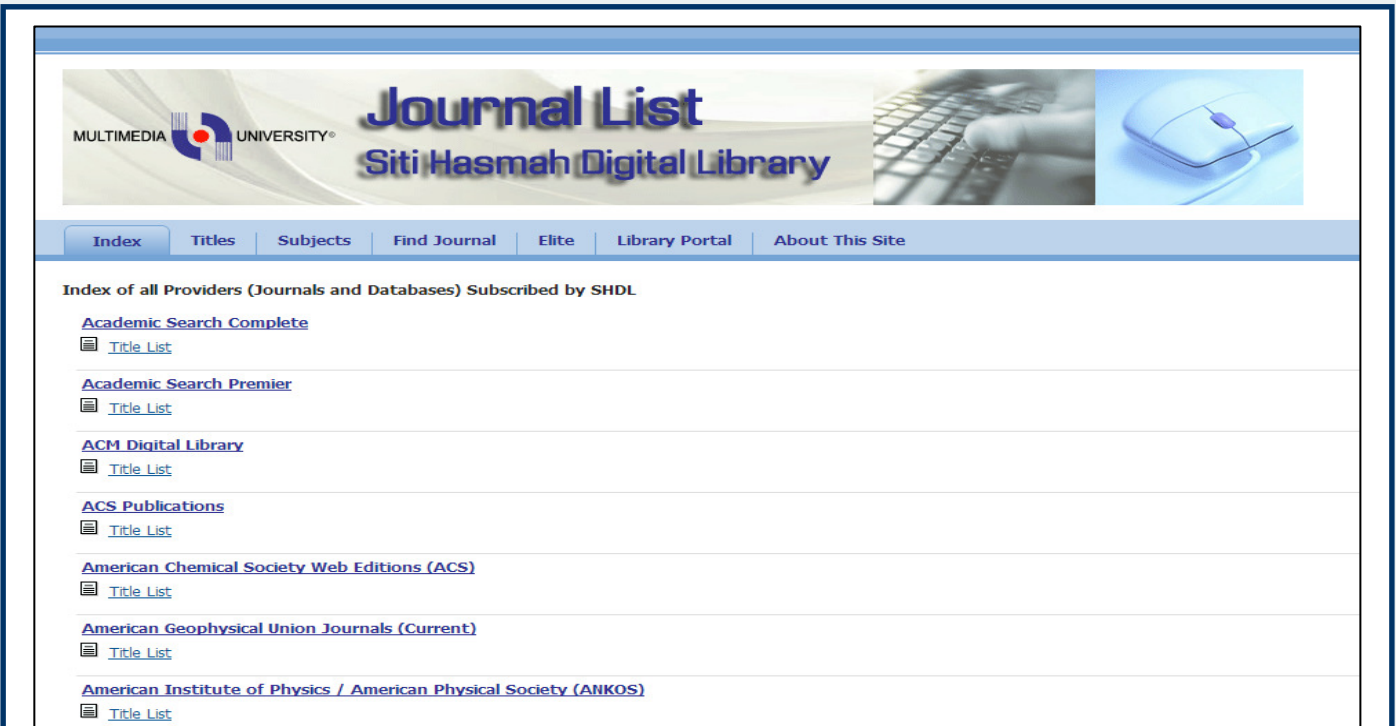 Journal List
MULTIMEDIA UNIVERSITY®
Siti Hasmah Digital Library
Index Titles Subjects Find Journal Elite Library Portal About This Site
Index of all Providers (Journals and Databases) Subscribed by SHDL
Academic Search Complete
Title List
Academic Search Premier
Title List
ACM Digital Library
Title List
ACS Publications
Title List
American Chemical Society Web Editions (ACS)
Title List
American Geophysical Union Journals (Current)
Title List
American Institute of Physics / American Physical Society (ANKOS)
Title List